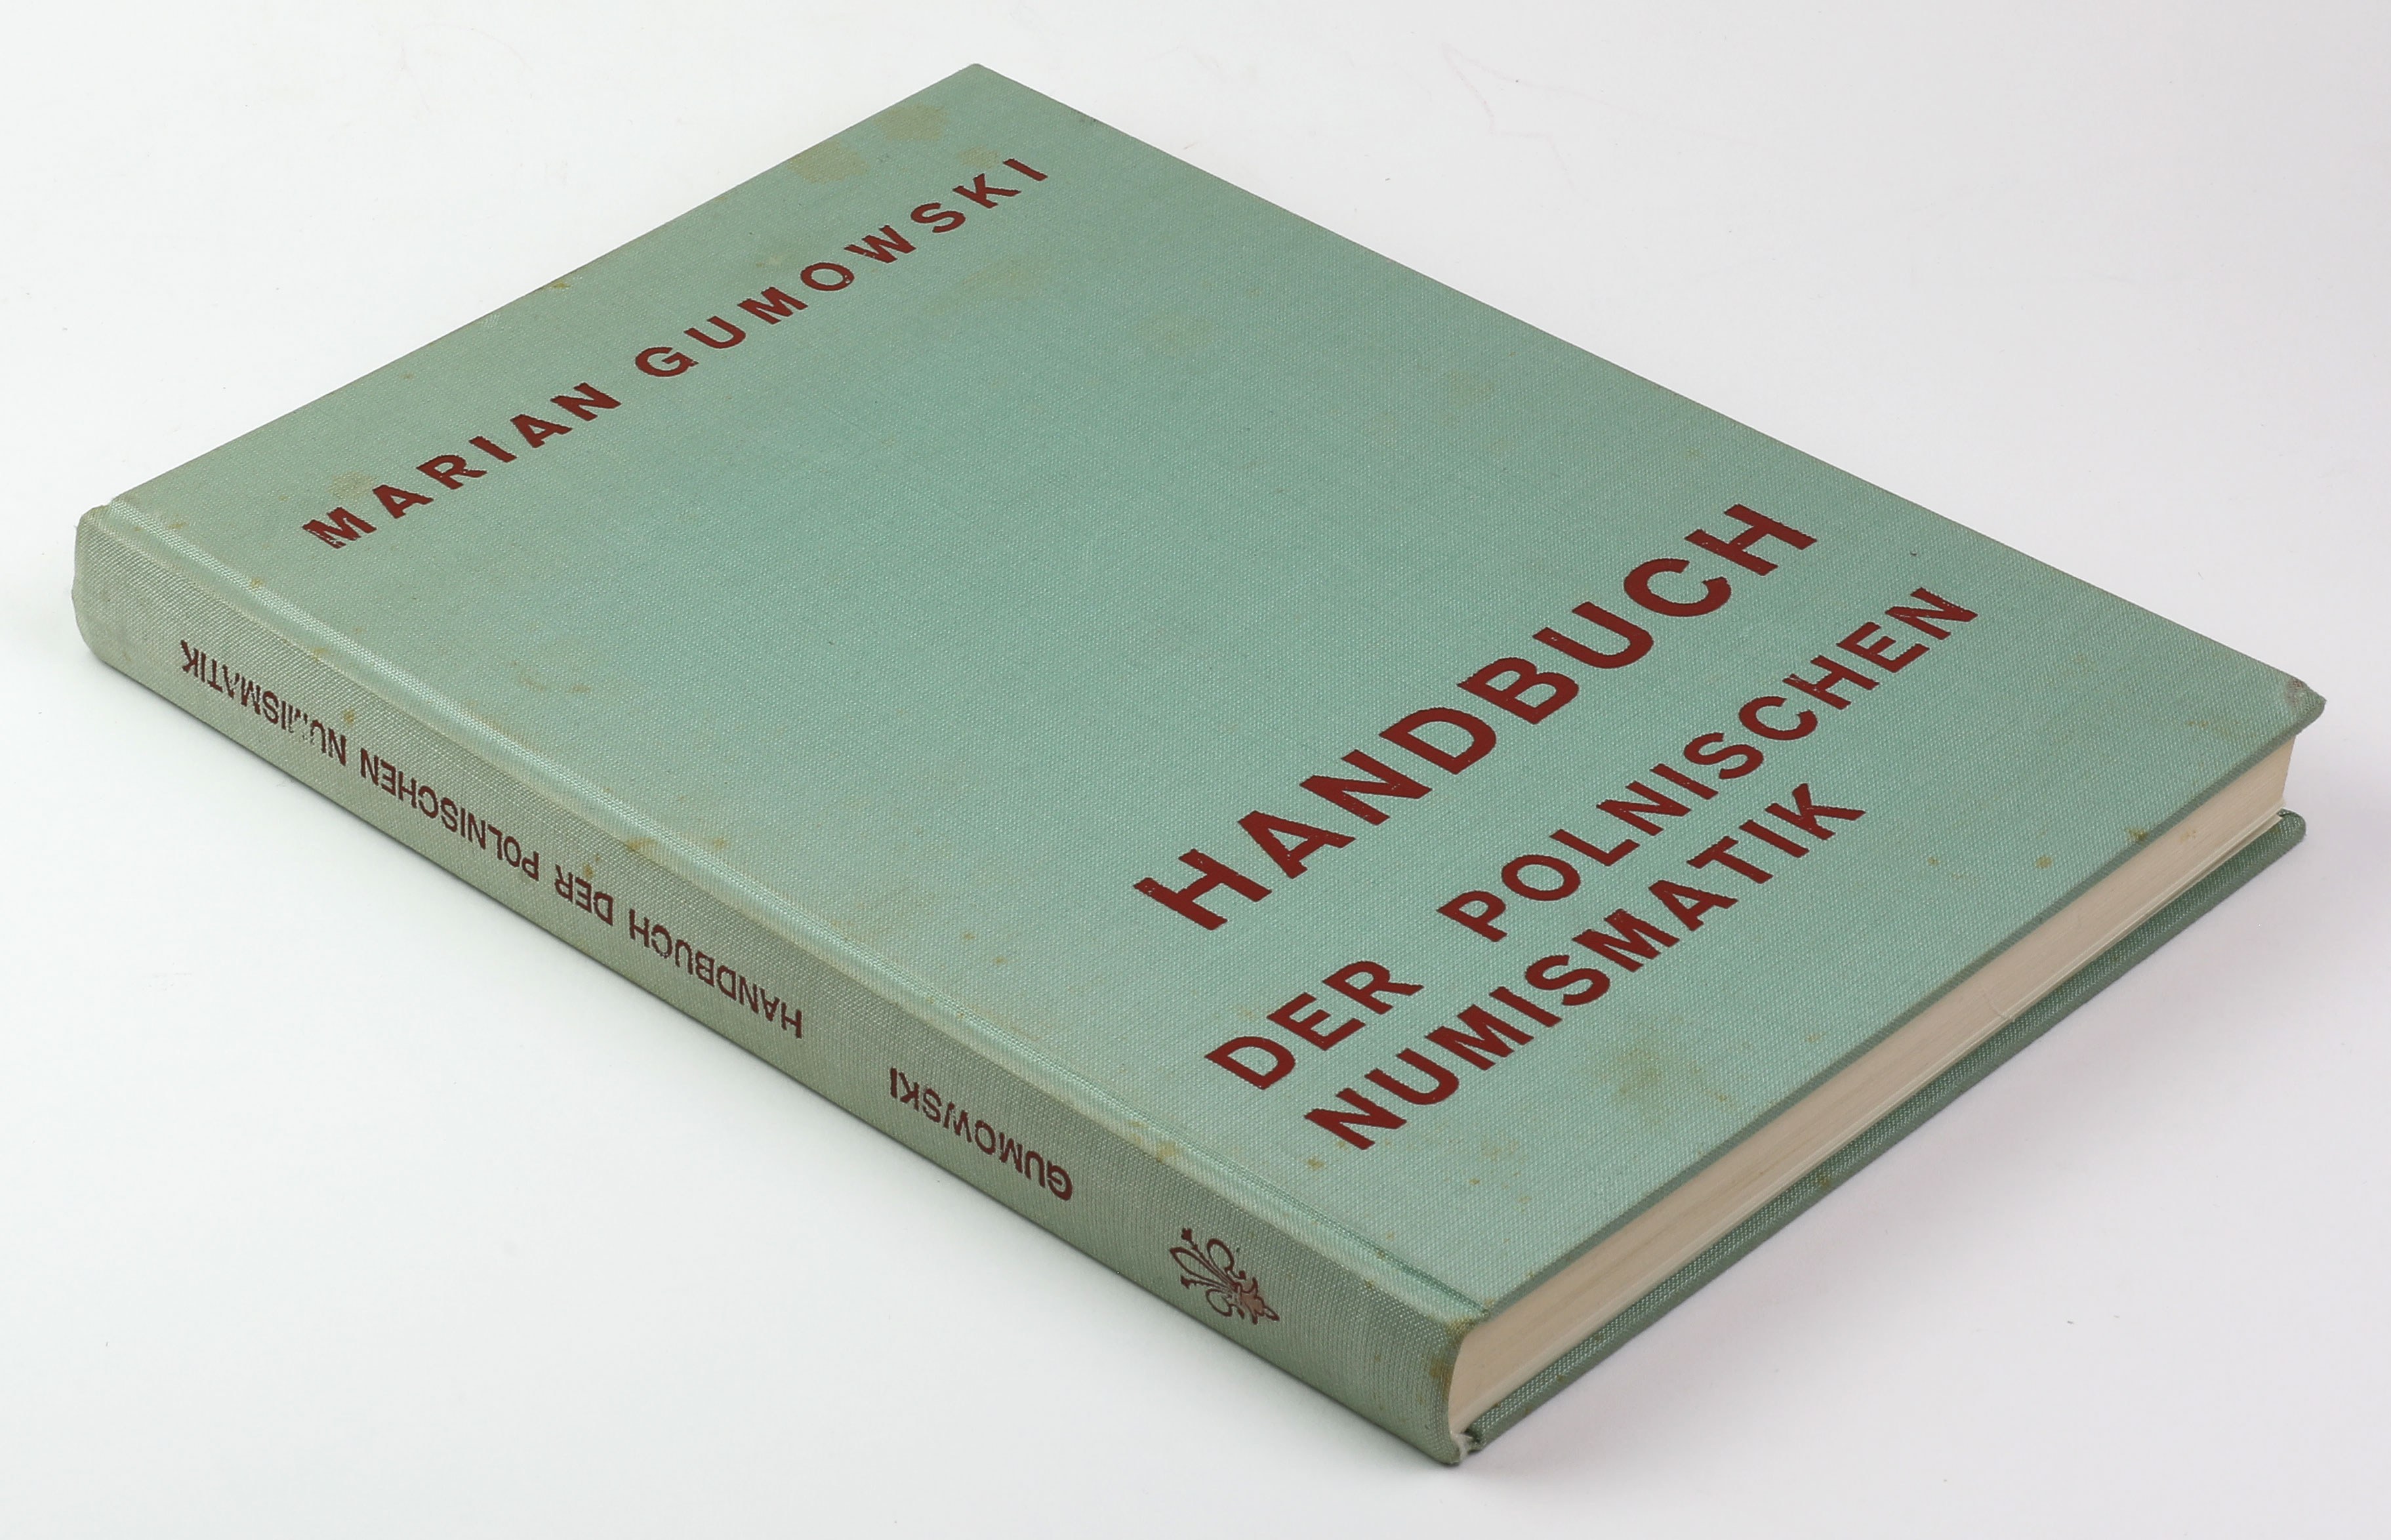 MARIAN GUMOWSKI
HANDBUCH
DER POLNISCHEN
NUMISMATIK
GUMOWSKI HANDBUCH DER POLNISCHEN NUMISMATIK